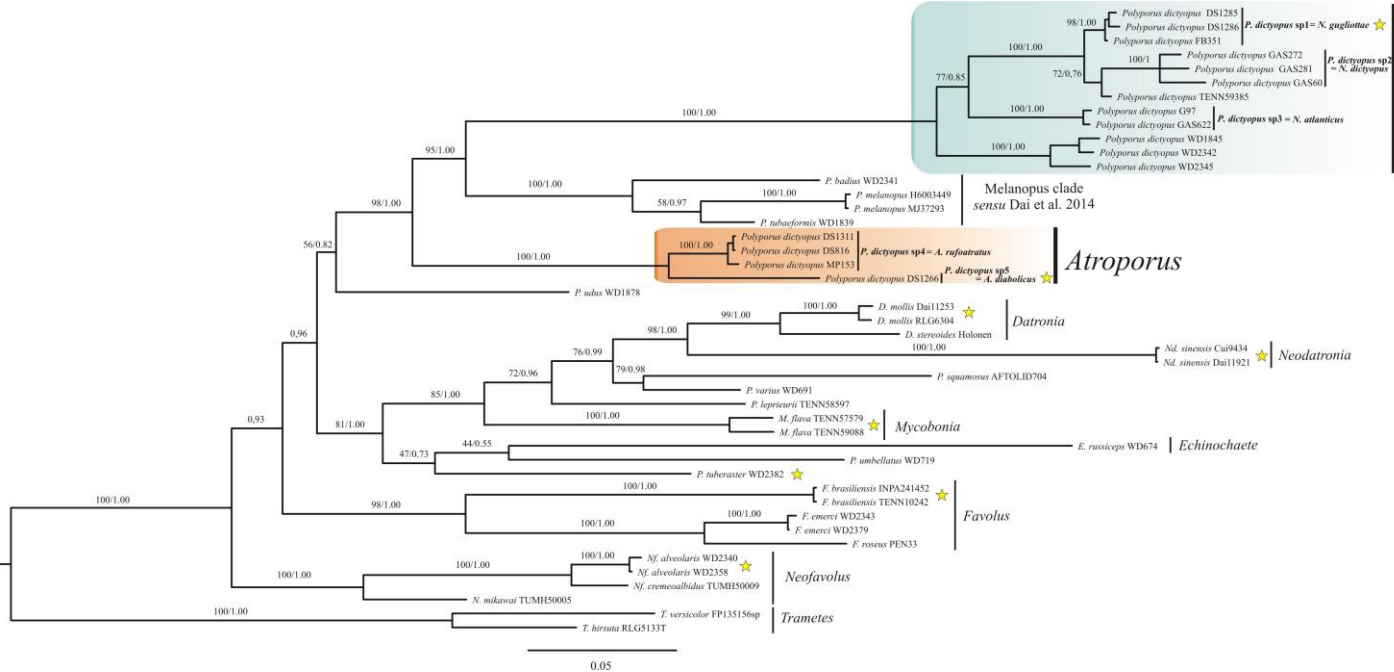 Polyporus dictyopus DS1285
98/1.00
Polyporus dictyopus DS1286
P. dictyopus sp1= N. gugliottae
Polyporus dictyopus FB351
100/1.00
Polyporus dictyopus GAS272
100/1
P. dictyopus sp2
= N. dictyopus
Polyporus dictyopus GAS281
72/0,76
Polyporus dictyopus GAS60
77/0.85
Polyporus dictyopus TENN59385
100/1.00
Polyporus dictyopus G97
100/1.00
P. dictyopus sp3 = N. atlanticus
Polyporus dictyopus GAS622
Polyporus dictyopus WD1845
100/1.00
Polyporus dictyopus WD2342
95/1.00
Polyporus dictyopus WD2345
100/1.00
P. badius WD2341
Melanopus clade
sensu Dai et al. 2014
100/1.00
P. melanopus H6003449
58/0.97
P. melanopus MJ37293
98/1.00
P. tubaeformis WD1839
Polyporus dictyopus DS1311
56/0.82
100/1.00
Polyporus dictyopus DS816
P. dictyopus sp4= A. rufoatratus
100/1.00
Polyporus dictyopus MP153
Atroporus
Polyporus dictyopus DS1266
P. dictyopus sp5
= A. diabolicus
P. udus WD1878
100/1.00
D. mollis Dai11253
99/1.00
D. mollis RLG6304
Datronia
98/1.00
D. stereoides Holonen
0,96
100/1.00
Nd. sinensis Cui9434
Neodatronia
76/0.99
Nd. sinensis Dai11921
79/0.98
P. squamosus AFTOLID704
72/0.96
P. varius WD691
85/1.00
P. leprieurii TENN58597
100/1.00
M. flava TENN57579
Mycobonia
0,93
81/1.00
M. flava TENN59088
44/0.55
E. russiceps WD674
Echinochaete
47/0.73
P. umbellatus WD719
P. tuberaster WD2382
100/1.00
F. brasiliensis INPA241452
100/1.00
98/1.00
F. brasiliensis TENN10242
100/1.00
F. emerci WD2343
Favolus
100/1.00
F. emerci WD2379
F. roseus PEN33
100/1.00
Nf. alveolaris WD2340
100/1.00
100/1.00
Nf. alveolaris WD2358
Neofavolus
Nf. cremeoalbidus TUMH50009
N. mikawai TUMH50005
100/1.00
T. versicolor FP135156sp
Trametes
T. hirsuta RLG5133T
0.05